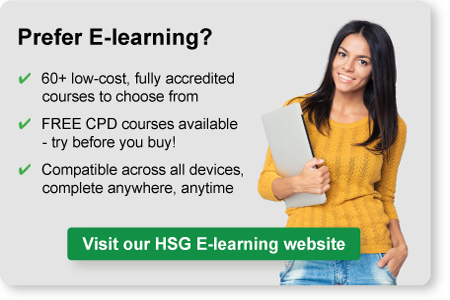 Prefer E-learning?
✔ 60+ low-cost, fully accredited
courses to choose from
✔ FREE CPD courses available
- try before you buy!
✔ Compatible across all devices,
complete anywhere, anytime
Visit our HSG E-learning website